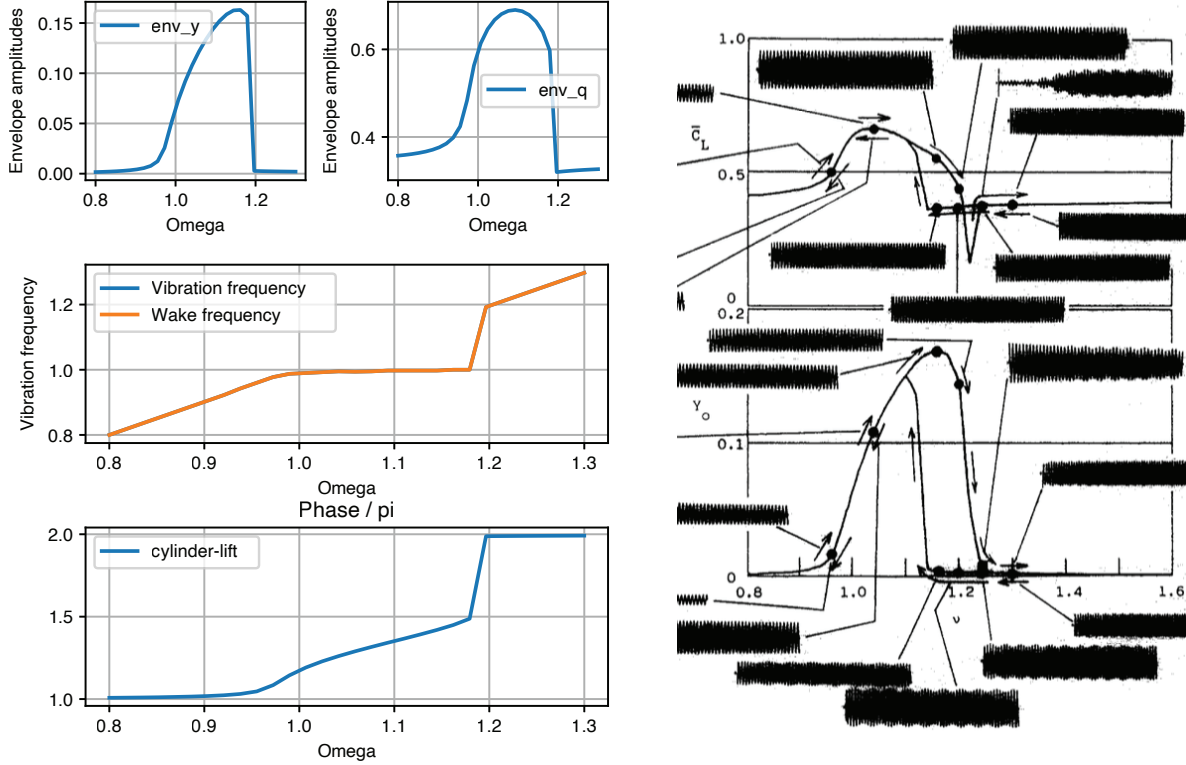 Envelope amplitudes
0.15
0.10
0.05
0.00
env_y
0.8
1.0
1.2
Omega
Envelope amplitudes
0.6
0.4
env_q
0.8
1.0
1.2
Omega
Vibration frequency
1.2
1.0
0.8
Vibration frequency
Wake frequency
0.8
0.9
1.0
1.1
1.2
1.3
Omega
Phase / pi
2.0
1.5
1.0
cylinder-lift
0.8
0.9
1.0
1.1
1.2
1.3
Omega
1.0
C̅L
0.5
0
0.2
Yo
0.1
0
0.8
1.0
1.2
1.4
1.6
ν